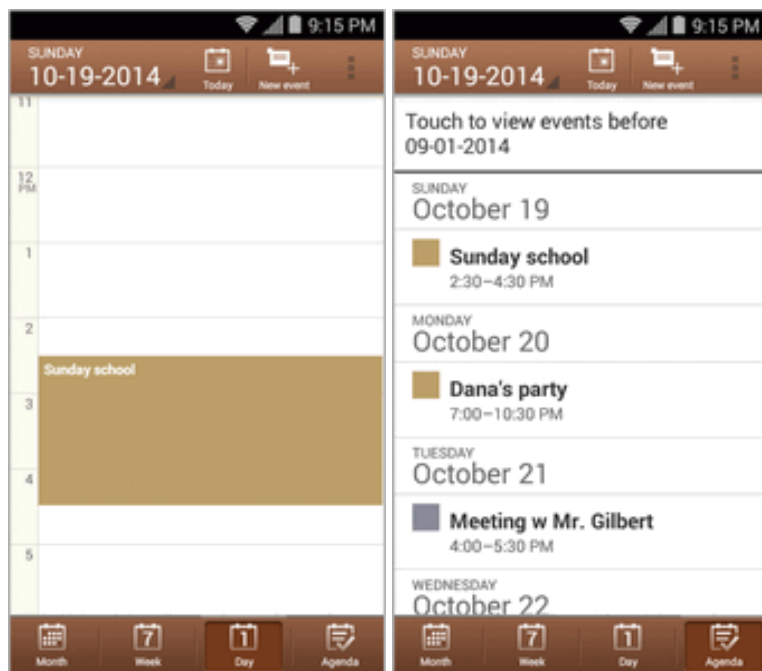 9:15 PM
SUNDAY
10-19-2014
Today
New event
11
12
PM
1
2
Sunday school
3
4
5
Month
7
Week
1
Day
Agenda
9:15 PM
SUNDAY
10-19-2014
Today
New event
Touch to view events before
09-01-2014
SUNDAY
October 19
Sunday school
2:30–4:30 PM
MONDAY
October 20
Dana's party
7:00–10:30 PM
TUESDAY
October 21
Meeting w Mr. Gilbert
4:00–5:30 PM
WEDNESDAY
October 22
Month
7
Week
1
Day
Agenda